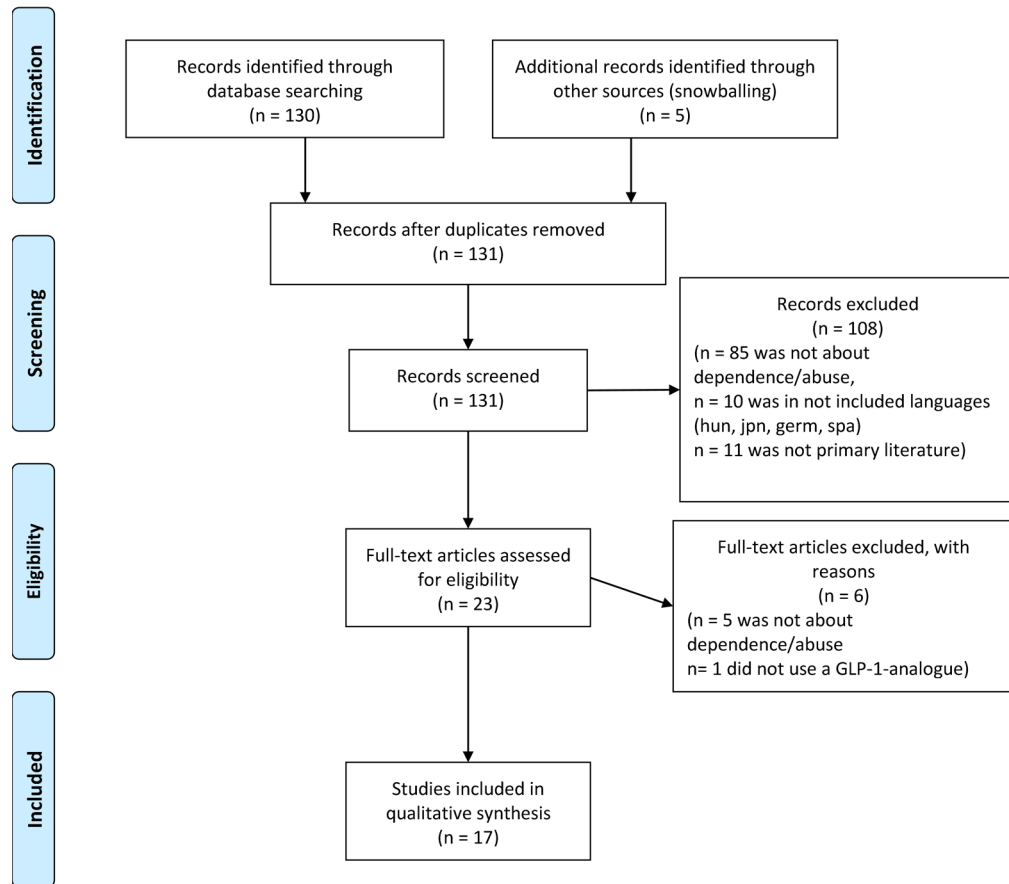 Identification
Records identified through
database searching
(n = 130)
Additional records identified through
other sources (snowballing)
(n = 5)
Records after duplicates removed
(n = 131)
Screening
Records screened
(n = 131)
Records excluded
(n = 108)
(n = 85 was not about
dependence/abuse,
n = 10 was in not included languages
(hun, jpn, germ, spa)
n = 11 was not primary literature)
Eligibility
Full-text articles assessed
for eligibility
(n = 23)
Full-text articles excluded, with
reasons
(n = 6)
(n = 5 was not about
dependence/abuse
n= 1 did not use a GLP-1-analogue)
Included
Studies included in
qualitative synthesis
(n = 17)